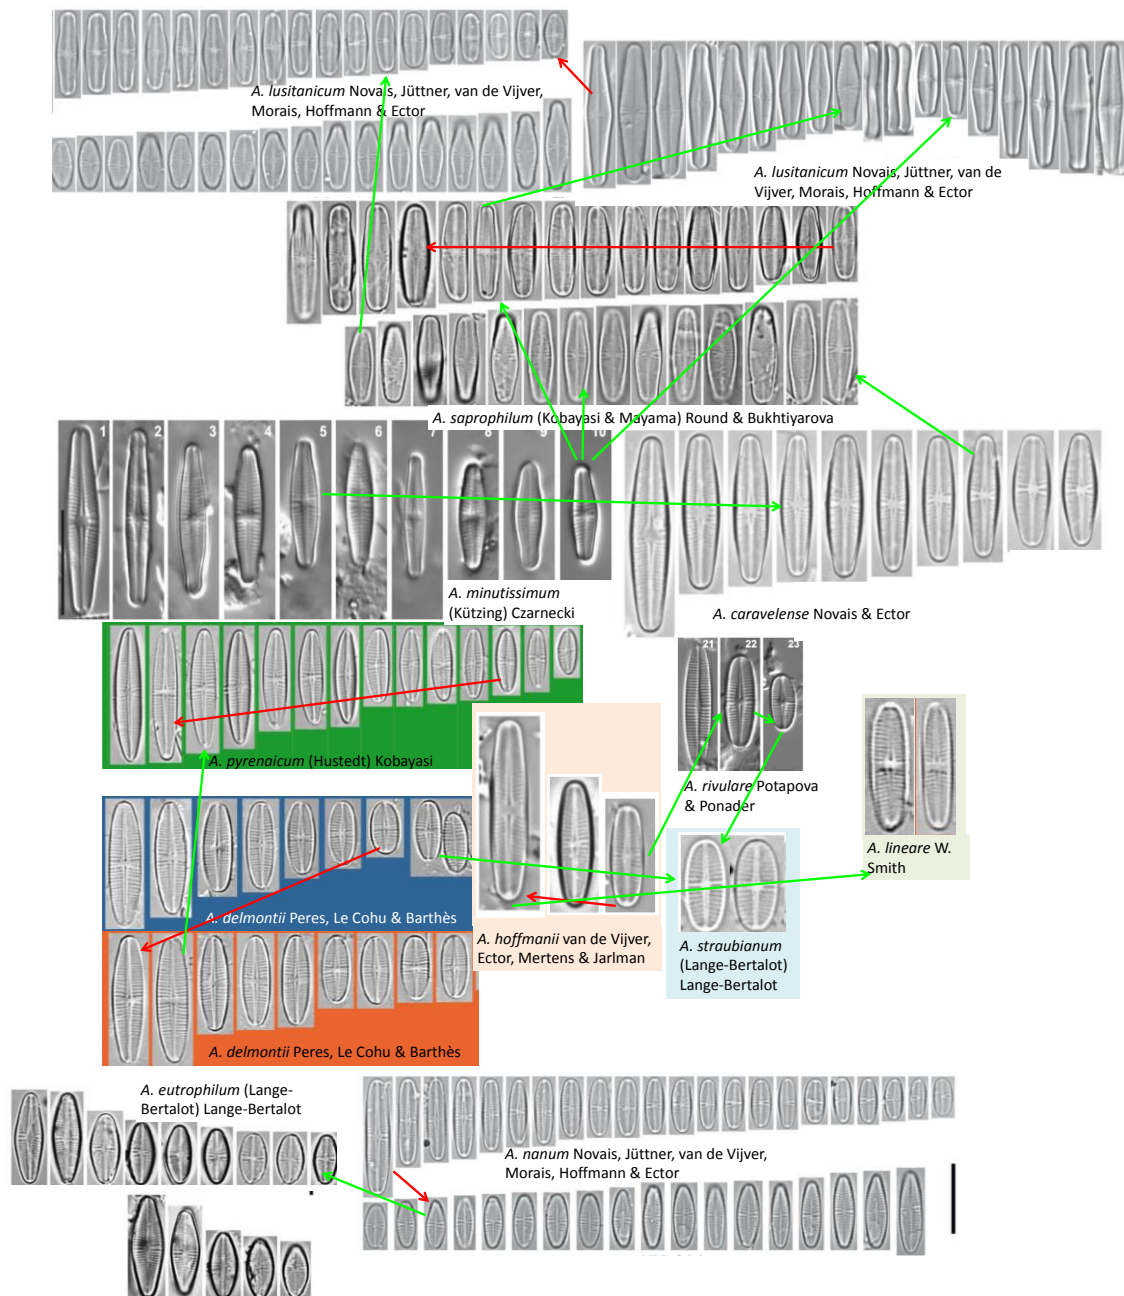 A. lusitanicum Novais, Jüttner, van de Vijver,
Morais, Hoffmann & Ector
A. lusitanicum Novais, Jüttner, van de
Vijver, Morais, Hoffmann & Ector
A. saprophilum (Kobayasi & Mayama) Round & Bukhtiyarova
1 2 3 4 5 6 7 8 9 10
A. minutissimum
(Kützing) Czarnecki
A. caravelense Novais & Ector
A. pyrenaicum (Hustedt) Kobayasi
21 22 23
A. rivulare Potapova
& Ponader
A. lineare W.
Smith
A. delmontii Peres, Le Cohu & Barthès
A. hoffmanii van de Vijver,
Ector, Mertens & Jarlman
A. straubianum
(Lange-Bertalot)
Lange-Bertalot
A. delmontii Peres, Le Cohu & Barthès
A. eutrophilum (Lange-
Bertalot) Lange-Bertalot
A. nanum Novais, Jüttner, van de Vijver,
Morais, Hoffmann & Ector